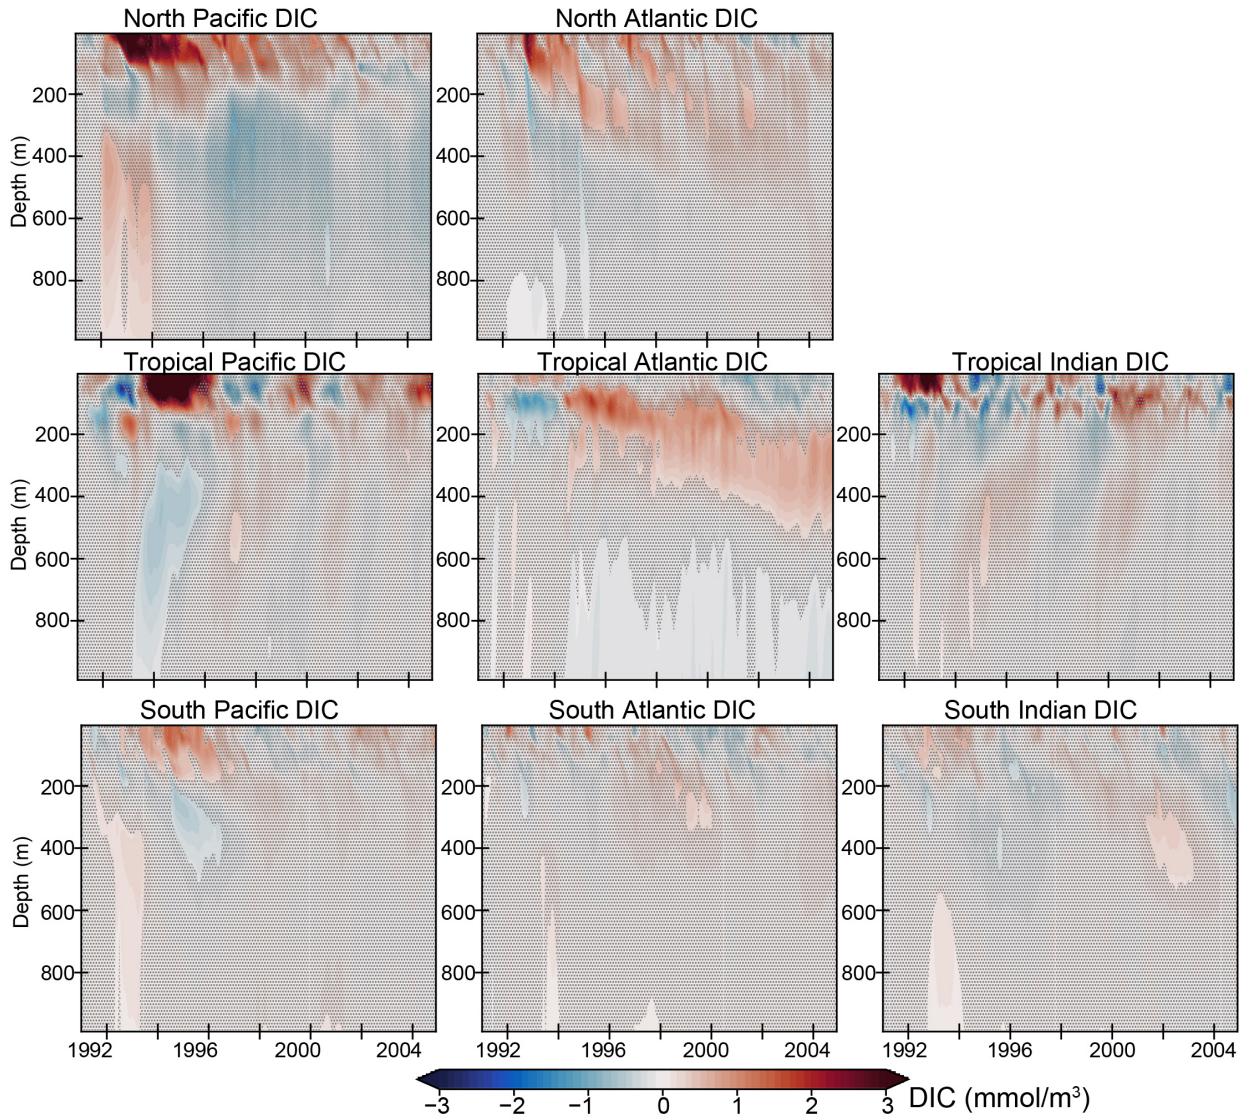 North Pacific DIC
North Atlantic DIC
Depth (m)
200
400
600
800
200
400
600
800
Tropical Pacific DIC
Tropical Atlantic DIC
Tropical Indian DIC
Depth (m)
200
400
600
800
200
400
600
800
200
400
600
800
South Pacific DIC
South Atlantic DIC
South Indian DIC
Depth (m)
200
400
600
800
200
400
600
800
200
400
600
800
1992 1996 2000 2004
1992 1996 2000 2004
1992 1996 2000 2004
−3 −2 −1 0 1 2 3
DIC (mmol/m³)